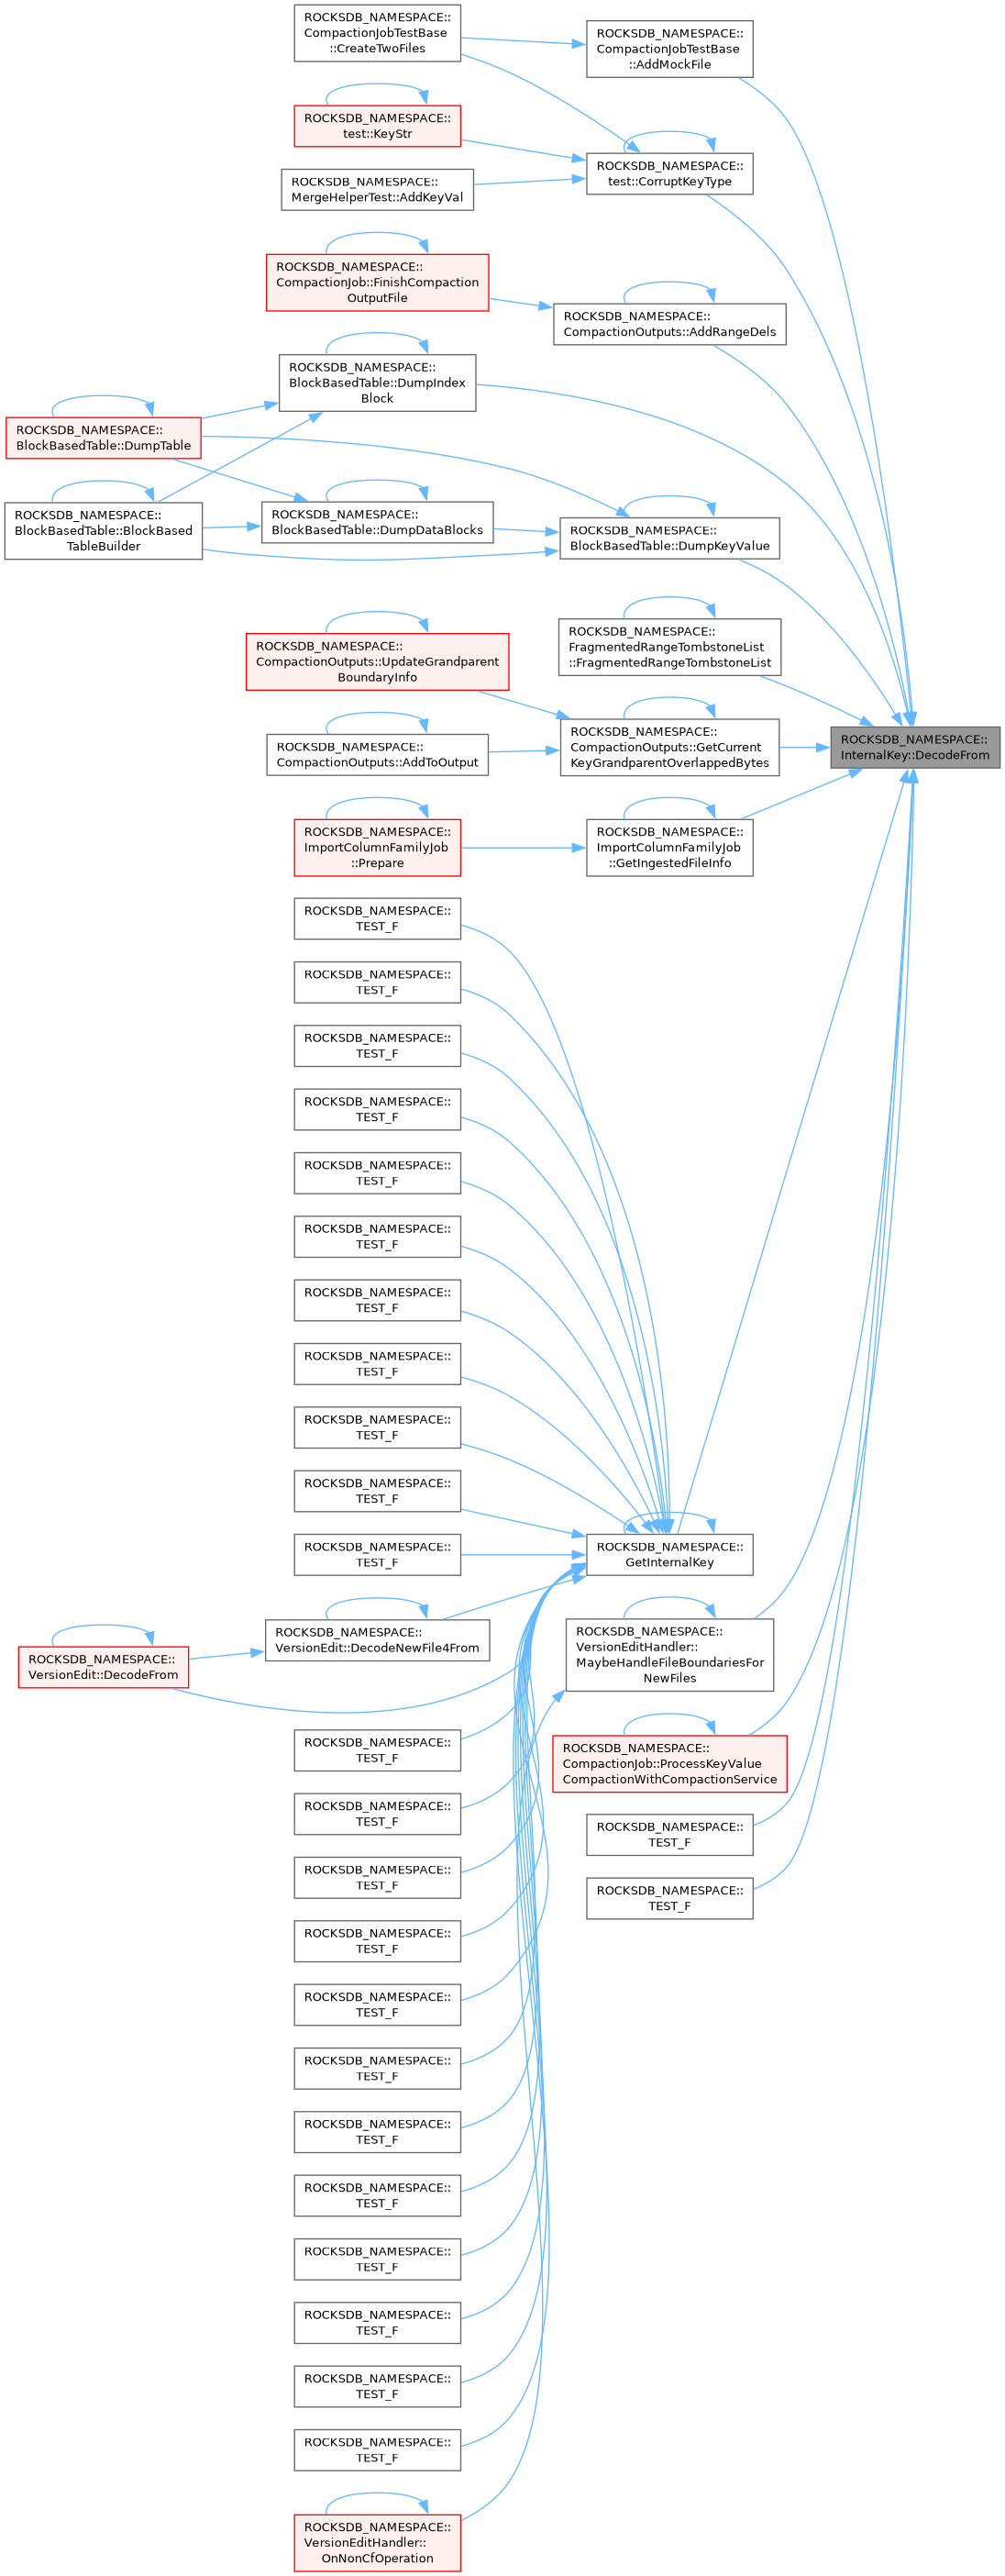 ROCKSDB_NAMESPACE::
CompactionJobTestBase
::CreateTwoFiles
ROCKSDB_NAMESPACE::
CompactionJobTestBase
::AddMockFile
ROCKSDB_NAMESPACE::
test::KeyStr
ROCKSDB_NAMESPACE::
test::CorruptKeyType
ROCKSDB_NAMESPACE::
MergeHelperTest::AddKeyVal
ROCKSDB_NAMESPACE::
CompactionJob::FinishCompaction
OutputFile
ROCKSDB_NAMESPACE::
CompactionOutputs::AddRangeDels
ROCKSDB_NAMESPACE::
BlockBasedTable::DumpIndex
Block
ROCKSDB_NAMESPACE::
BlockBasedTable::DumpTable
ROCKSDB_NAMESPACE::
BlockBasedTable::BlockBased
TableBuilder
ROCKSDB_NAMESPACE::
BlockBasedTable::DumpDataBlocks
ROCKSDB_NAMESPACE::
BlockBasedTable::DumpKeyValue
ROCKSDB_NAMESPACE::
FragmentedRangeTombstoneList
::FragmentedRangeTombstoneList
ROCKSDB_NAMESPACE::
CompactionOutputs::UpdateGrandparent
BoundaryInfo
ROCKSDB_NAMESPACE::
CompactionOutputs::GetCurrent
KeyGrandparentOverlappedBytes
ROCKSDB_NAMESPACE::
InternalKey::DecodeFrom
ROCKSDB_NAMESPACE::
CompactionOutputs::AddToOutput
ROCKSDB_NAMESPACE::
ImportColumnFamilyJob
::Prepare
ROCKSDB_NAMESPACE::
ImportColumnFamilyJob
::GetIngestedFileInfo
ROCKSDB_NAMESPACE::
TEST_F
ROCKSDB_NAMESPACE::
TEST_F
ROCKSDB_NAMESPACE::
TEST_F
ROCKSDB_NAMESPACE::
TEST_F
ROCKSDB_NAMESPACE::
TEST_F
ROCKSDB_NAMESPACE::
TEST_F
ROCKSDB_NAMESPACE::
TEST_F
ROCKSDB_NAMESPACE::
TEST_F
ROCKSDB_NAMESPACE::
TEST_F
ROCKSDB_NAMESPACE::
TEST_F
ROCKSDB_NAMESPACE::
TEST_F
ROCKSDB_NAMESPACE::
GetInternalKey
ROCKSDB_NAMESPACE::
VersionEdit::DecodeFrom
ROCKSDB_NAMESPACE::
VersionEdit::DecodeNewFile4From
ROCKSDB_NAMESPACE::
VersionEditHandler::
MaybeHandleFileBoundariesFor
NewFiles
ROCKSDB_NAMESPACE::
TEST_F
ROCKSDB_NAMESPACE::
CompactionJob::ProcessKeyValue
CompactionWithCompactionService
ROCKSDB_NAMESPACE::
TEST_F
ROCKSDB_NAMESPACE::
TEST_F
ROCKSDB_NAMESPACE::
TEST_F
ROCKSDB_NAMESPACE::
TEST_F
ROCKSDB_NAMESPACE::
TEST_F
ROCKSDB_NAMESPACE::
TEST_F
ROCKSDB_NAMESPACE::
TEST_F
ROCKSDB_NAMESPACE::
TEST_F
ROCKSDB_NAMESPACE::
TEST_F
ROCKSDB_NAMESPACE::
TEST_F
ROCKSDB_NAMESPACE::
TEST_F
ROCKSDB_NAMESPACE::
TEST_F
ROCKSDB_NAMESPACE::
TEST_F
ROCKSDB_NAMESPACE::
VersionEditHandler::
OnNonCfOperation